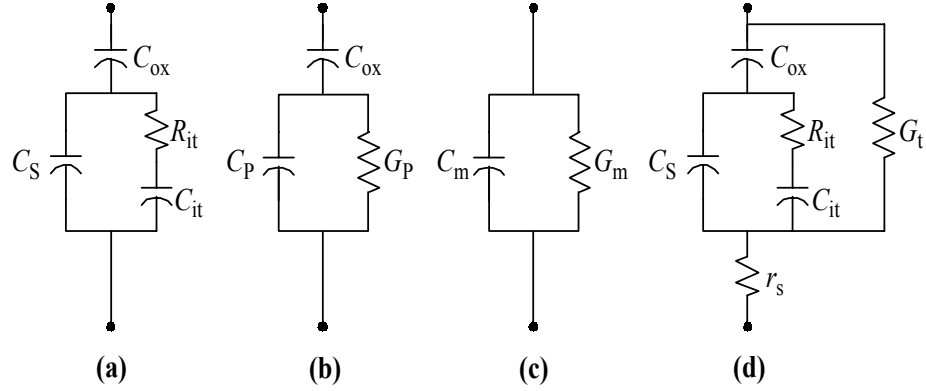 C_ox
C_S
R_it
C_it
(a)
C_ox
C_P
G_P
(b)
C_m
G_m
(c)
C_ox
C_S
R_it
C_it
G_t
r_s
(d)